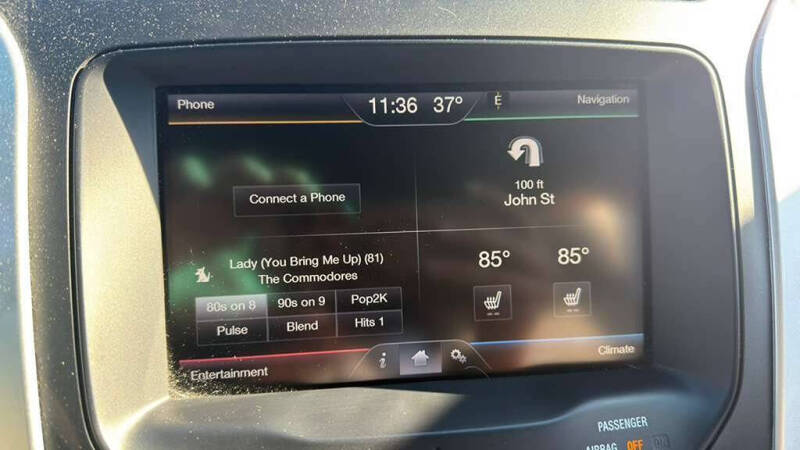 Phone
11:36 37° E
Navigation
Connect a Phone
100 ft
John St
Lady (You Bring Me Up) (81)
The Commodores
80s on 8 90s on 9 Pop2K
Pulse Blend Hits 1
85° 85°
i
Entertainment
Climate
PASSENGER
AIRBAG OFF ON